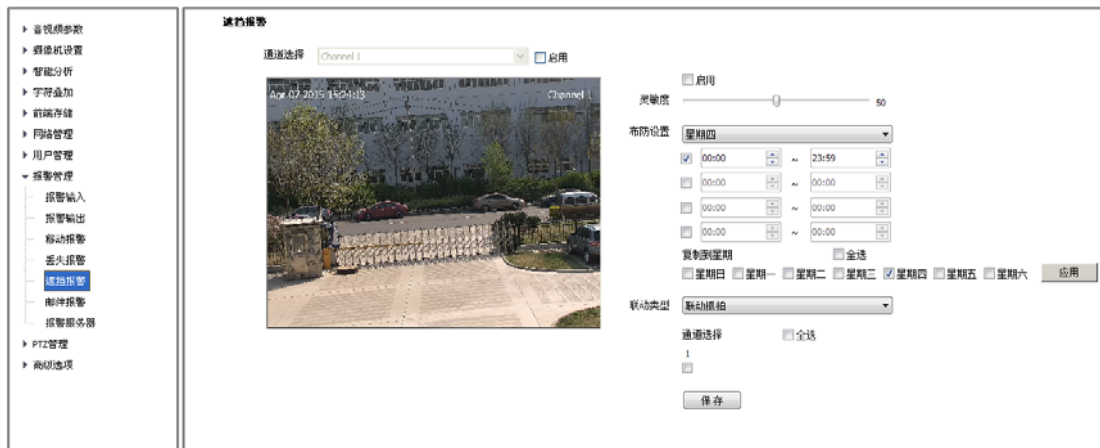 音视频参数
摄像机设置
智能分析
字符叠加
前端存储
网络管理
用户管理
报警管理
报警输入
报警输出
移动报警
丢失报警
遮挡报警
邮件报警
报警服务器
PTZ管理
高级选项
遮挡报警
通道选择 Channel 1 启用
Apr-07-2015 15:24:13 Channel 1
启用
灵敏度 50
布防设置 星期四
00:00 ~ 23:59
00:00 ~ 00:00
00:00 ~ 00:00
00:00 ~ 00:00
复制到星期 全选
星期日 星期一 星期二 星期三 星期四 星期五 星期六 应用
联动类型 联动抓拍
通道选择 全选
1
保存